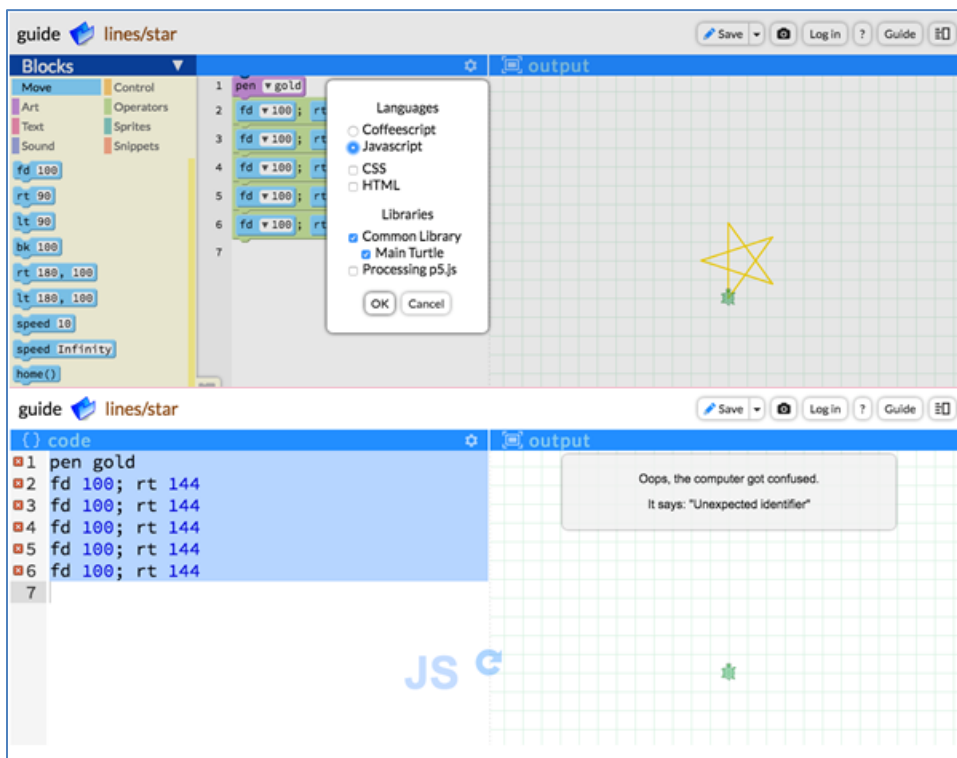 guide lines/star
Save Log in ? Guide
Blocks
output
Move Control
Art Operators
Text Sprites
Sound Snippets
fd 100
rt 90
lt 90
bk 100
rt 180, 100
lt 180, 100
speed 10
speed Infinity
home()
1 pen gold
2 fd 100; rt
3 fd 100; rt
4 fd 100; rt
5 fd 100; rt
6 fd 100; rt
7
Languages
Coffeescript
Javascript
CSS
HTML
Libraries
Common Library
Main Turtle
Processing p5.js
OK Cancel
guide lines/star
Save Log in ? Guide
{} code
output
1 pen gold
2 fd 100; rt 144
3 fd 100; rt 144
4 fd 100; rt 144
5 fd 100; rt 144
6 fd 100; rt 144
7
Oops, the computer got confused.
It says: "Unexpected identifier"
JS